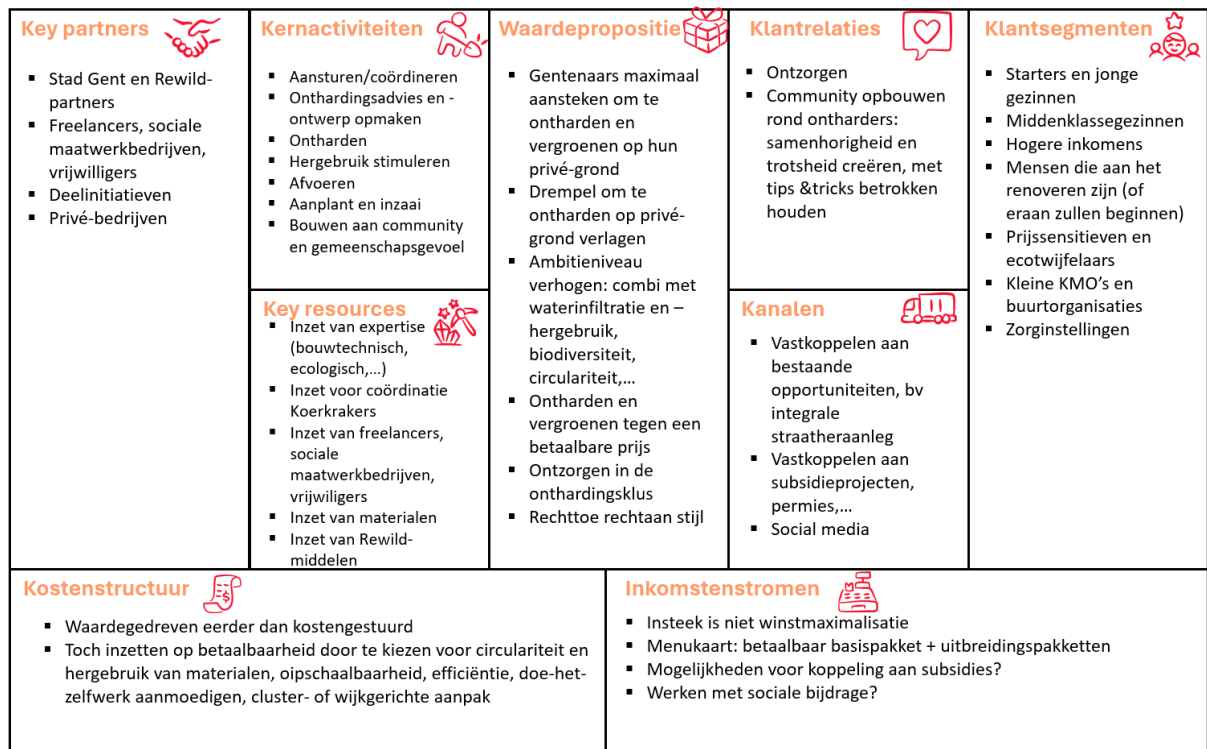 Key partners
Stad Gent en Rewild-
partners
Freelancers, sociale
maatwerkbedrijven,
vrijwilligers
Deelinitiatieven
Privé-bedrijven
Kernactiviteiten
Aansturen/coördineren
Onthardingsadvies en -
ontwerp opmaken
Ontharden
Hergebruik stimuleren
Afvoeren
Aanplant en inzaai
Bouwen aan community
en gemeenschapsgevoel
Key resources
Inzet van expertise
(bouwtechnisch,
ecologisch,...)
Inzet voor coördinatie
Koerkrakers
Inzet van freelancers,
sociale
maatwerkbedrijven,
vrijwiligers
Inzet van materialen
Inzet van Rewild-
middelen
Waardepropositie
Gentenaars maximaal
aansteken om te
ontharden en
vergroenen op hun
privé-grond
Drempel om te
ontharden op privé-
grond verlagen
Ambitieniveau
verhogen: combi met
waterinfiltratie en –
hergebruik,
biodiversiteit,
circulariteit,...
Ontharden en
vergroenen tegen een
betaalbare prijs
Ontzorgen in de
onthardingsklus
Rechttoe rechtaan stijl
Klantrelaties
Ontzorgen
Community opbouwen
rond ontharders:
samenhorigheid en
trotsheid creëren, met
tips &tricks betrokken
houden
Kanalen
Vastkoppelen aan
bestaande
opportuniteiten, bv
integrale
straatheraanleg
Vastkoppelen aan
subsidieprojecten,
permies,...
Social media
Klantsegmenten
Starters en jonge
gezinnen
Middenklassegezinnen
Hogere inkomens
Mensen die aan het
renoveren zijn (of
eraan zullen beginnen)
Prijssensitieven en
ecotwijfelaars
Kleine KMO's en
buurtorganisaties
Zorginstellingen
Kostenstructuur
$
Waardegedreven eerder dan kostengestuurd
Toch inzetten op betaalbaarheid door te kiezen voor circulariteit en
hergebruik van materialen, oipschaalbaarheid, efficiëntie, doe-het-
zelfwerk aanmoedigen, cluster- of wijkgerichte aanpak
Inkomstenstromen
Insteek is niet winstmaximalisatie
Menukaart: betaalbaar basispakket + uitbreidingspakketten
Mogelijkheden voor koppeling aan subsidies?
Werken met sociale bijdrage?